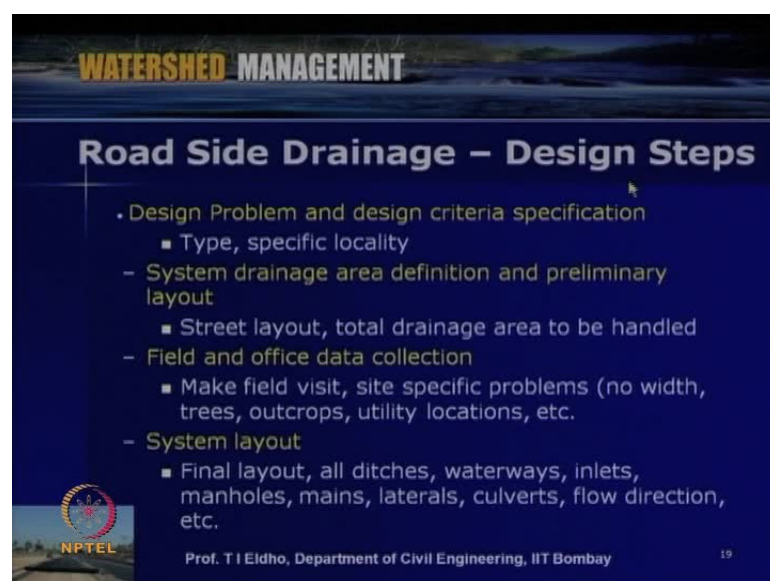 WATERSHED MANAGEMENT
Road Side Drainage – Design Steps
• Design Problem and design criteria specification
▪ Type, specific locality
– System drainage area definition and preliminary
layout
▪ Street layout, total drainage area to be handled
– Field and office data collection
▪ Make field visit, site specific problems (no width,
trees, outcrops, utility locations, etc.
– System layout
▪ Final layout, all ditches, waterways, inlets,
manholes, mains, laterals, culverts, flow direction,
etc.
NPTEL
Prof. T I Eldho, Department of Civil Engineering, IIT Bombay
19